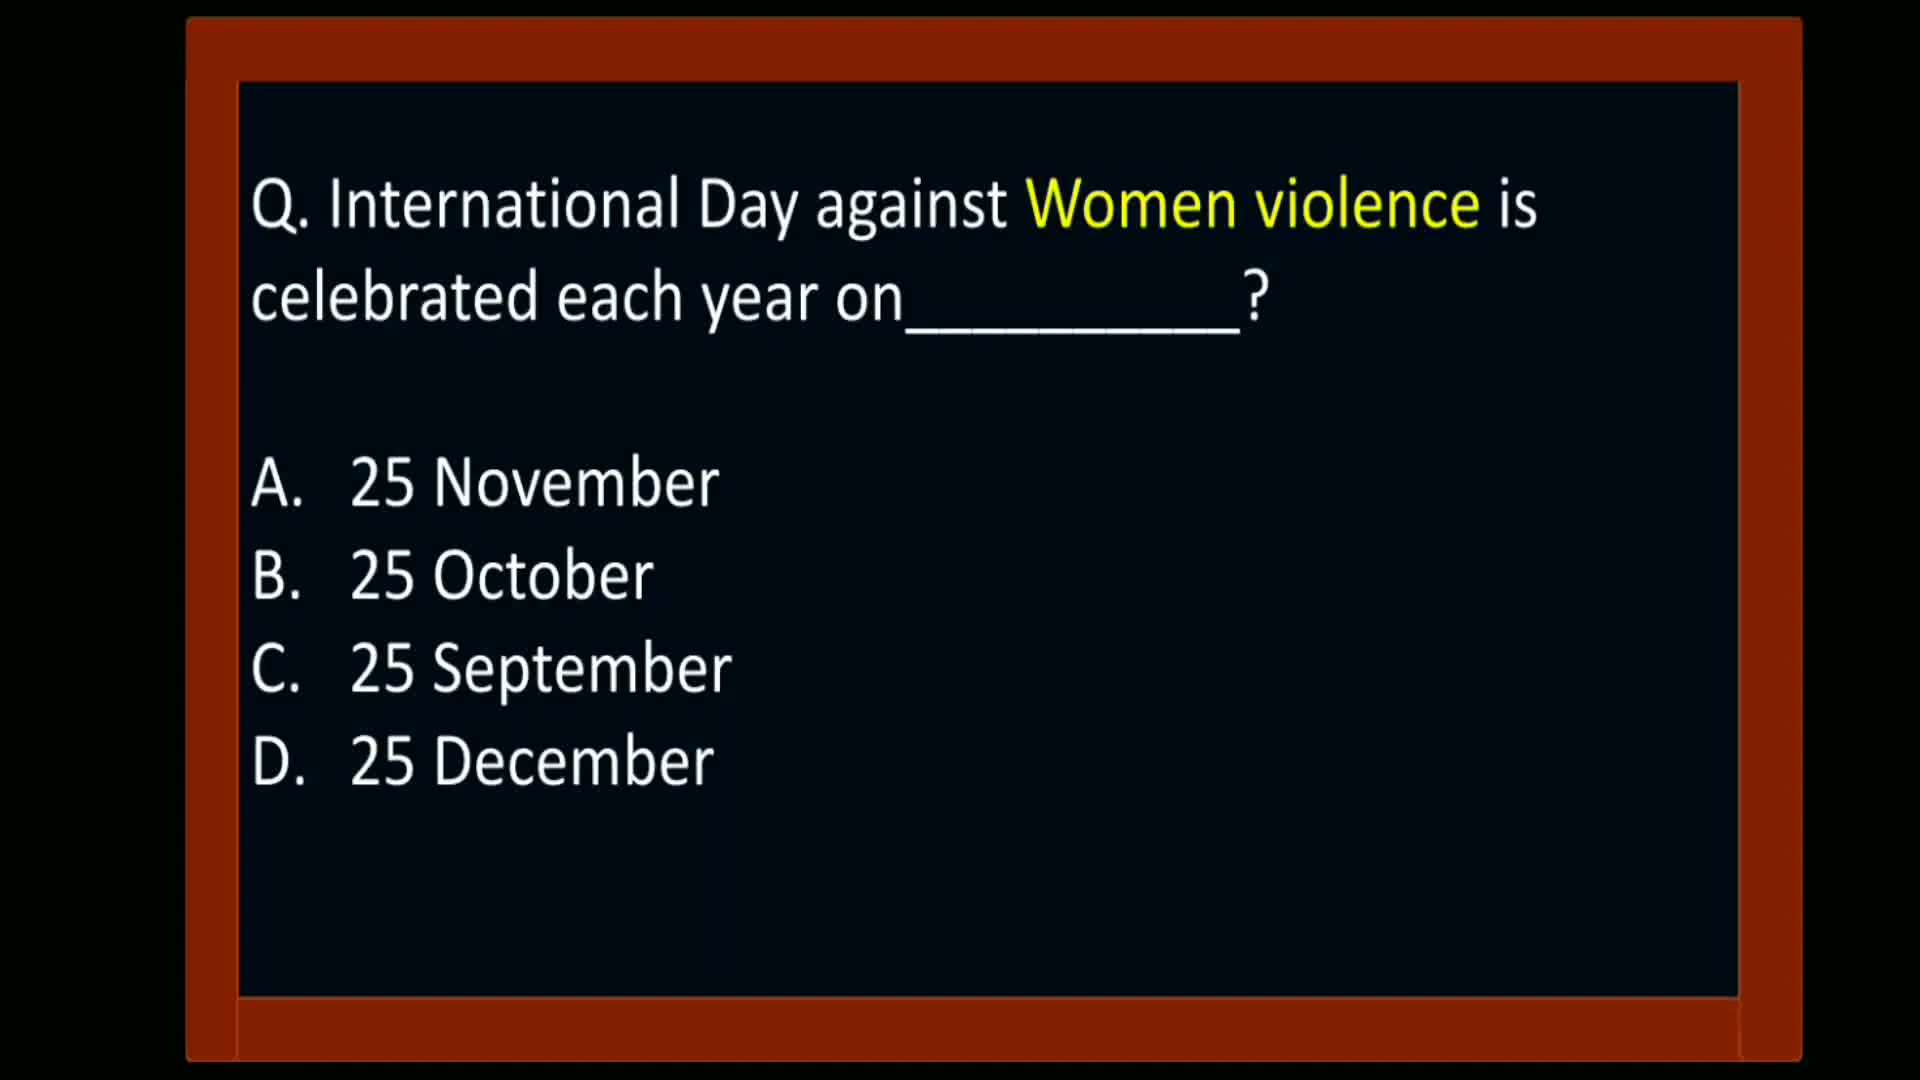 Q. International Day against Women violence is
celebrated each year on__________?
A. 25 November
B. 25 October
C. 25 September
D. 25 December